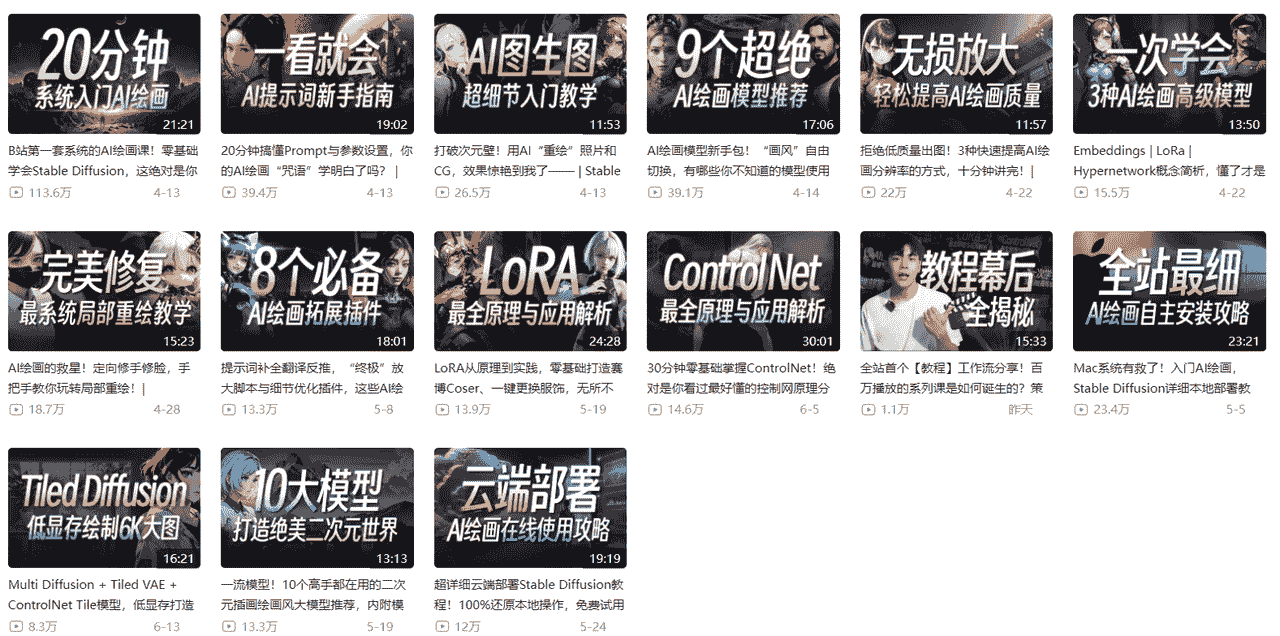 20分钟
系统入门AI绘画
21:21
B站第一套系统的AI绘画课！零基础
学会Stable Diffusion，这绝对是你
113.6万
4-13
一看就会
AI提示词新手指南
19:02
20分钟搞懂Prompt与参数设置，你
的AI绘画“咒语”学明白了吗？ |
39.4万
4-13
AI图生图
超细节入门教学
11:53
打破次元壁！用AI“重绘”照片和
CG，效果惊艳到我了—— | Stable
26.5万
4-13
9个超绝
AI绘画模型推荐
17:06
AI绘画模型新手包！“画风”自由
切换，有哪些你不知道的模型使用
39.1万
4-14
无损放大
轻松提高AI绘画质量
11:57
拒绝低质量出图！3种快速提高AI绘
画分辨率的方式，十分钟讲完！|
22万
4-22
一次学会
3种AI绘画高级模型
13:50
Embeddings | LoRa |
Hypernetwork概念简析，懂了才是
15.5万
4-22
完美修复
最系统局部重绘教学
15:23
AI绘画的救星！定向修手修脸，手
把手教你玩转局部重绘！|
18.7万
4-28
8个必备
AI绘画拓展插件
18:01
提示词补全翻译反推，“终极”放
大脚本与细节优化插件，这些AI绘
13.3万
5-8
LoRA
最全原理与应用解析
24:28
LoRA从原理到实践，零基础打造赛
博Coser、一键更换服饰，无所不
13.9万
5-19
ControlNet
最全原理与应用解析
30:01
30分钟零基础掌握ControlNet！绝
对是你看过最好懂的控制网原理分
14.6万
6-5
教程幕后
全揭秘
15:33
全站首个【教程】工作流分享！百
万播放的系列课是如何诞生的？策
1.1万
昨天
全站最细
AI绘画自主安装攻略
23:21
Mac系统有救了！入门AI绘画，
Stable Diffusion详细本地部署教
23.4万
5-5
Tiled Diffusion
低显存绘制6K大图
16:21
Multi Diffusion + Tiled VAE +
ControlNet Tile模型，低显存打造
8.3万
6-13
10大模型
打造绝美二次元世界
13:13
一流模型！10个高手都在用的二次
元插画绘画风大模型推荐，内附模
13.3万
5-19
云端部署
AI绘画在线使用攻略
19:19
超详细云端部署Stable Diffusion教
程！100%还原本地操作，免费试用
12万
5-24